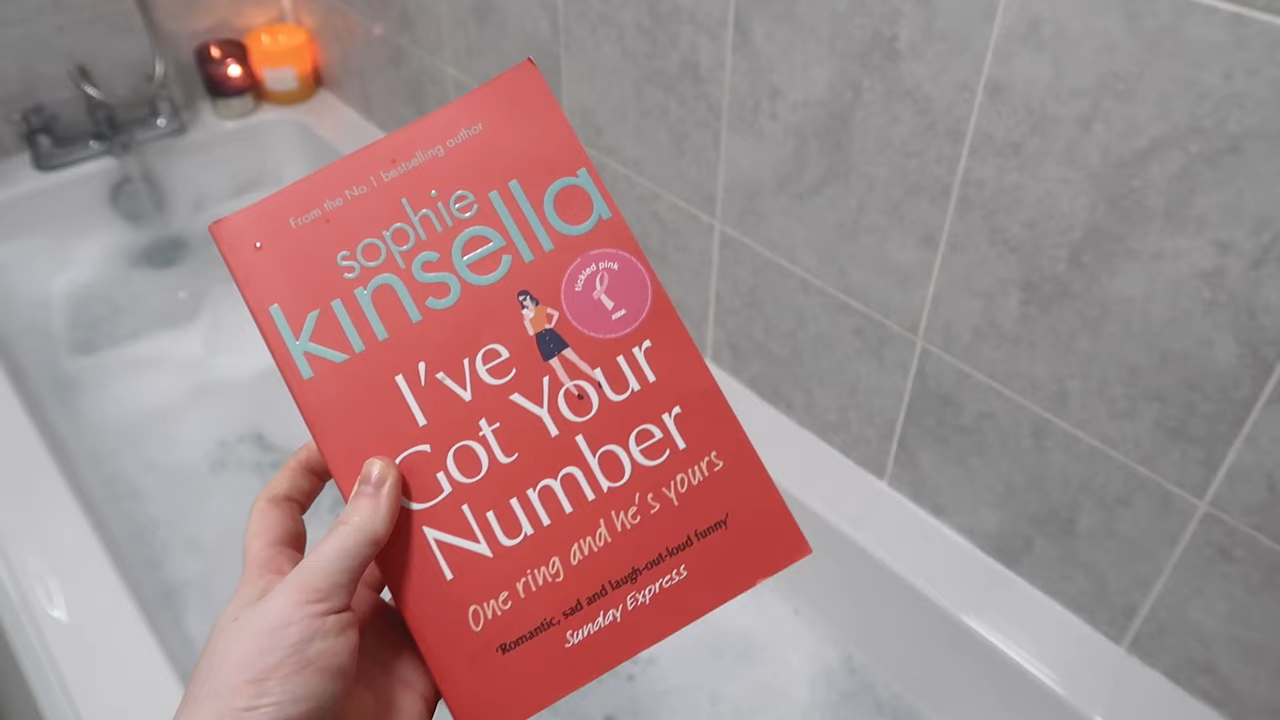 From the No. 1 bestselling author
sophie
kinsella
tickled pink
ASDA
I've
Got Your
Number
One ring and he's yours
'Romantic, sad and laugh-out-loud funny'
Sunday Express